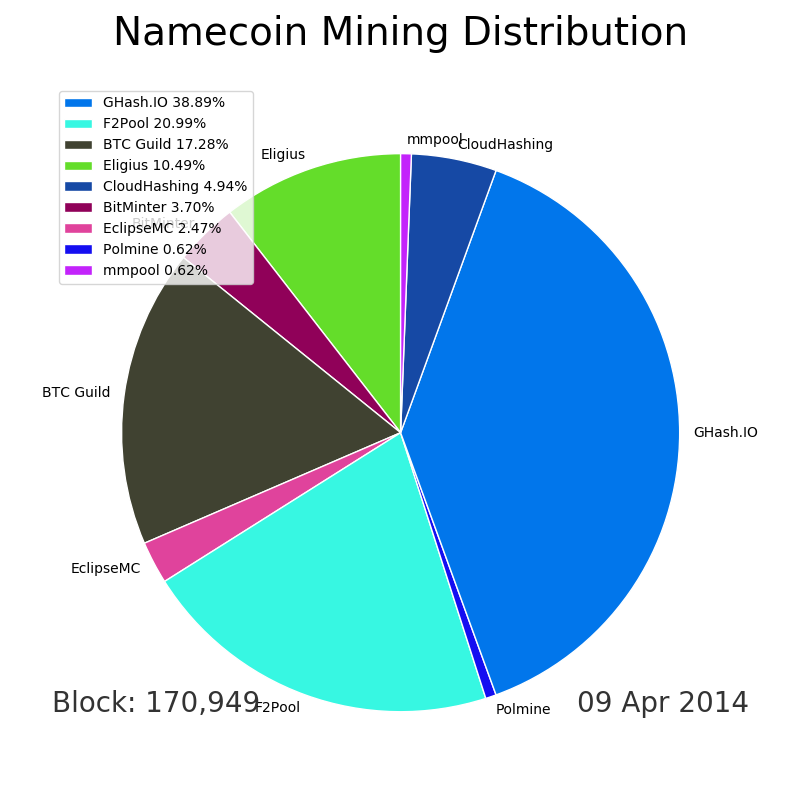 Namecoin Mining Distribution
GHash.IO 38.89%
F2Pool 20.99%
BTC Guild 17.28%
Eligius 10.49%
CloudHashing 4.94%
BitMinter 3.70%
EclipseMC 2.47%
Polmine 0.62%
mmpool 0.62%
mmpool
CloudHashing
Eligius
BitMinter
BTC Guild
GHash.IO
EclipseMC
F2Pool
Polmine
Block: 170,949
09 Apr 2014